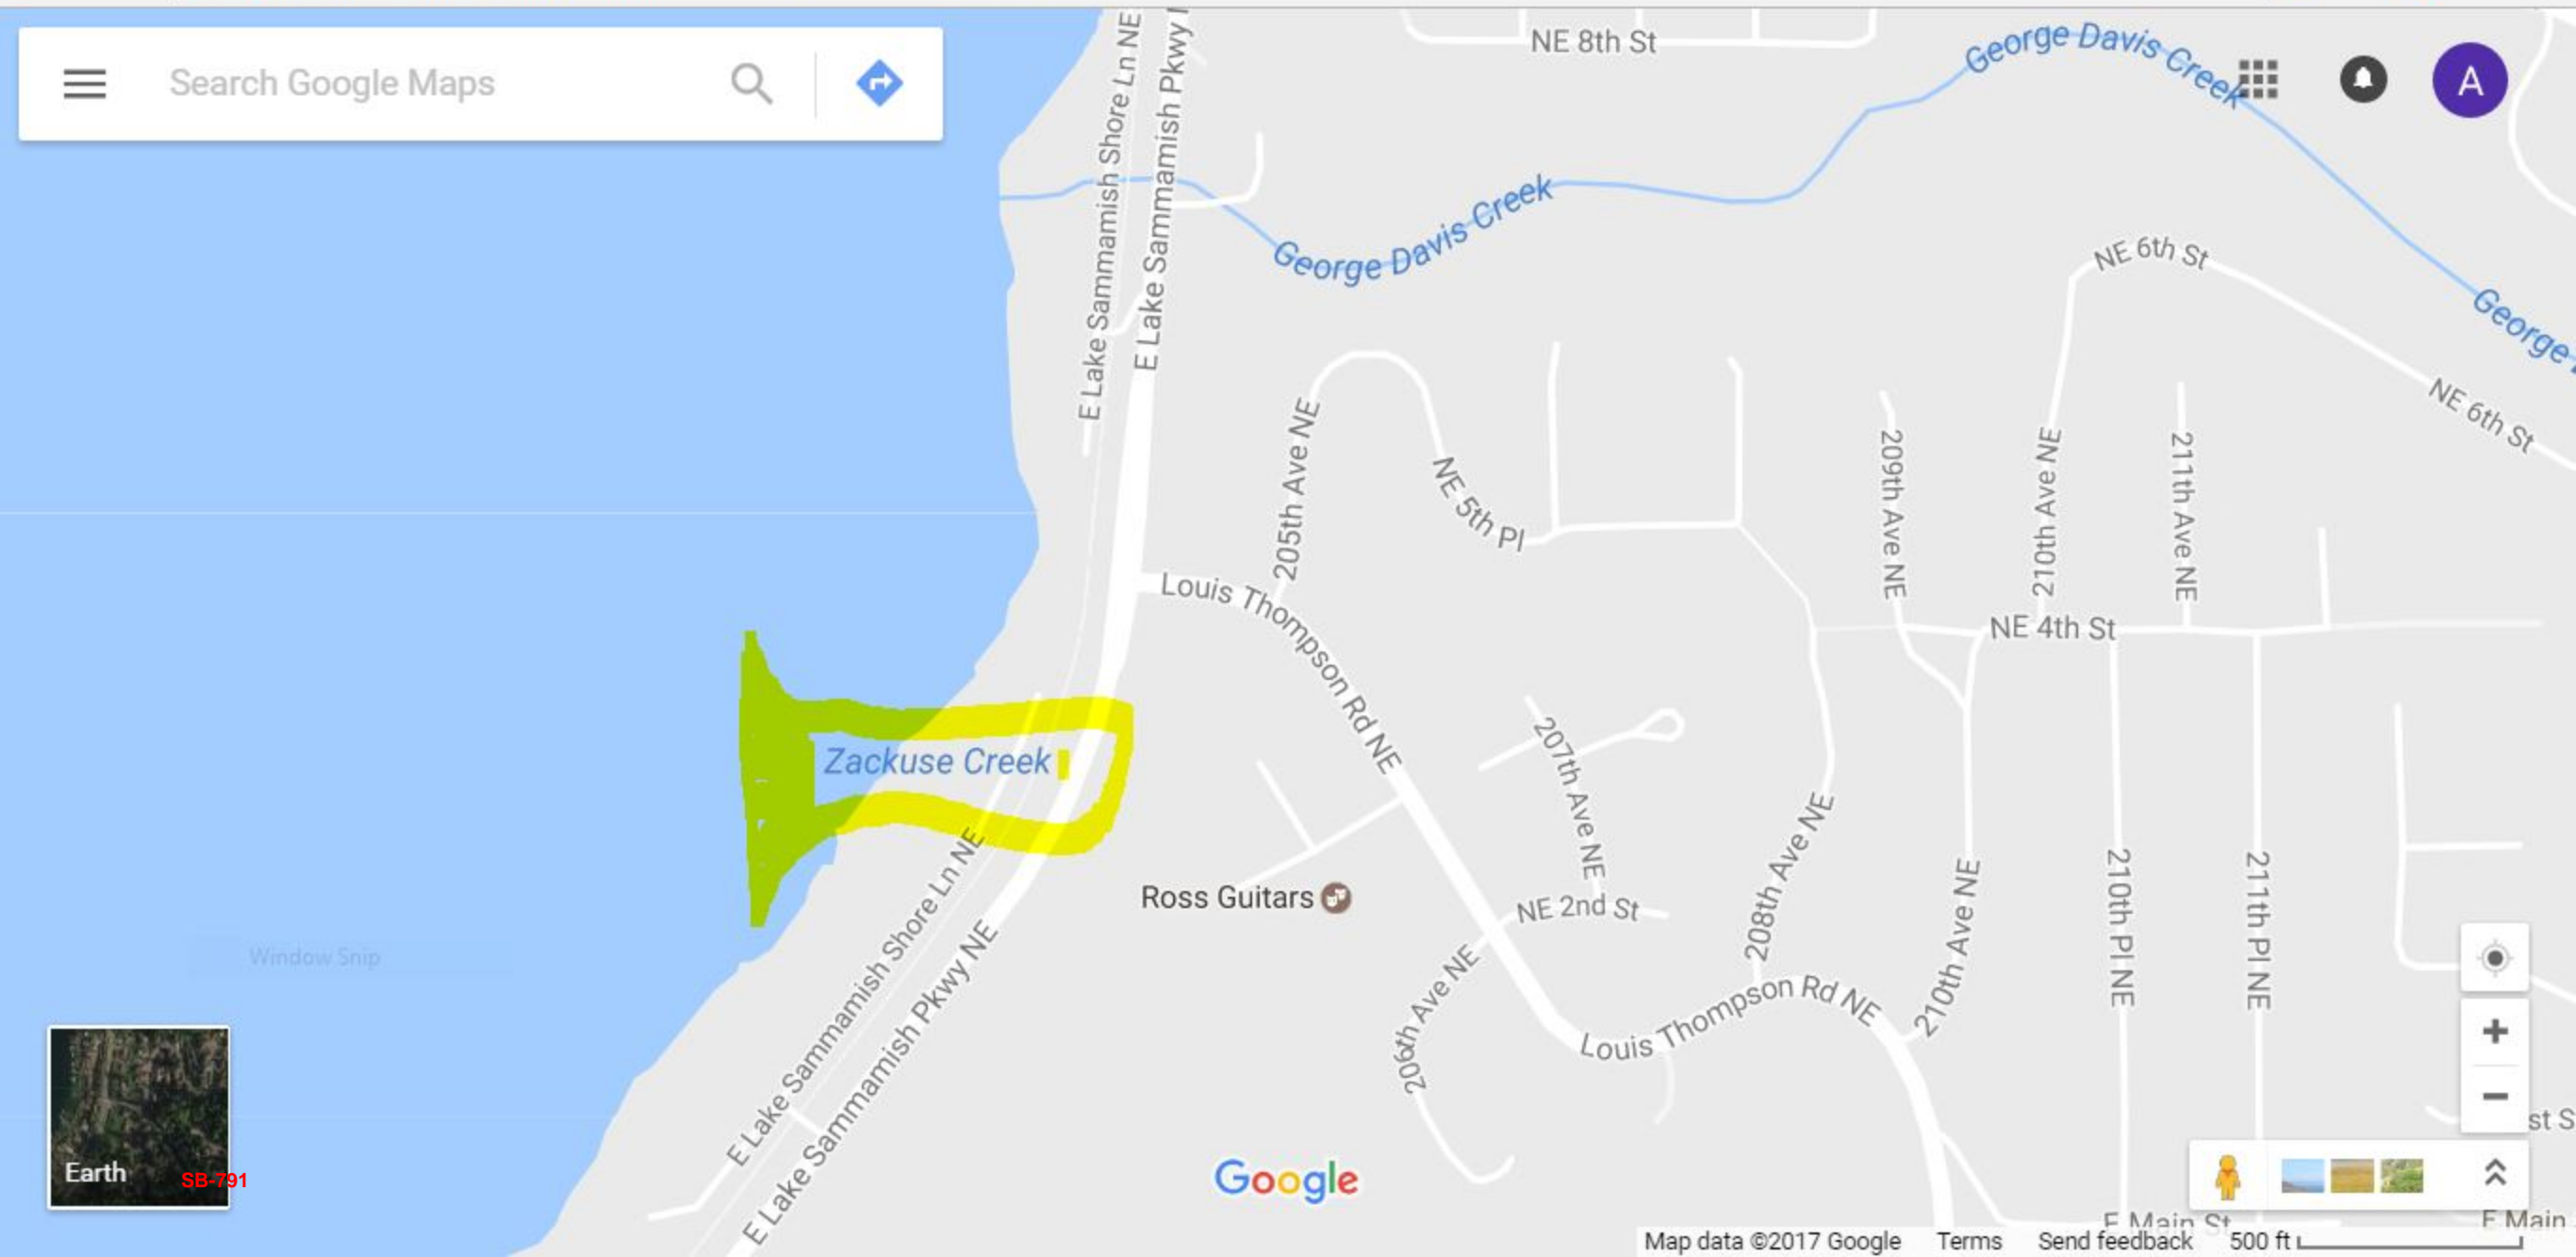 NE 8th St
George Davis Creek
Search Google Maps
A
E Lake Sammamish Shore Ln NE
E Lake Sammamish Pkwy
George Davis Creek
NE 6th St
George
NE 6th St
205th Ave NE
NE 5th Pl
209th Ave NE
210th Ave NE
211th Ave NE
Louis Thompson Rd NE
NE 4th St
Zackuse Creek
207th Ave NE
208th Ave NE
210th Ave NE
210th Pl NE
211th Pl NE
Ross Guitars
NE 2nd St
Window Snip
E Lake Sammamish Shore Ln NE
E Lake Sammamish Pkwy NE
206th Ave NE
Louis Thompson Rd NE
st S
Earth
SB-791
Google
E Main St
E Main
Map data ©2017 Google Terms Send feedback 500 ft